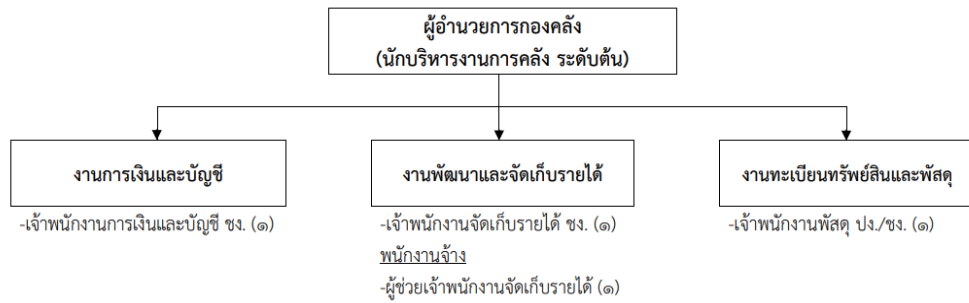 ผู้อำนวยการกองคลัง
(นักบริหารงานการคลัง ระดับต้น)
งานการเงินและบัญชี
-เจ้าพนักงานการเงินและบัญชี ชง. (๑)
งานพัฒนาและจัดเก็บรายได้
-เจ้าพนักงานจัดเก็บรายได้ ชง. (๑)
พนักงานจ้าง
-ผู้ช่วยเจ้าพนักงานจัดเก็บรายได้ (๑)
งานทะเบียนทรัพย์สินและพัสดุ
-เจ้าพนักงานพัสดุ ปง./ชง. (๑)